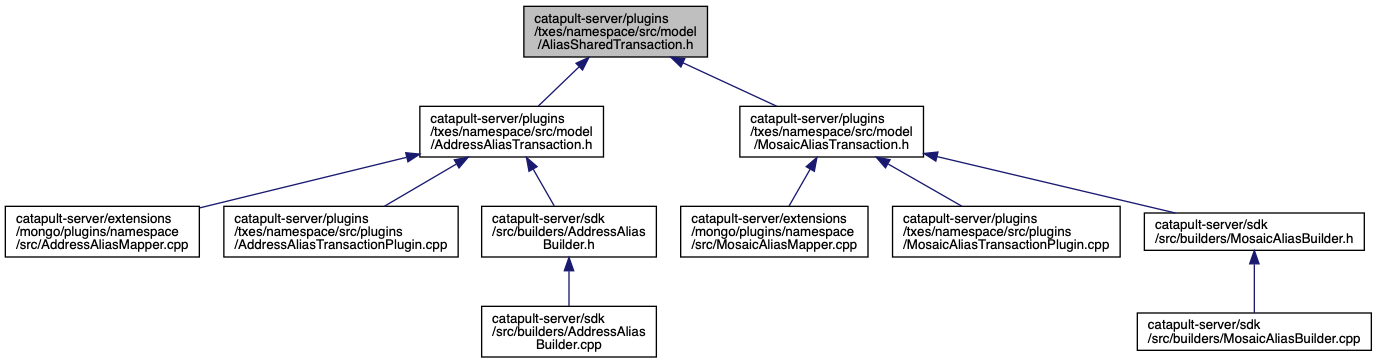 catapult-server/plugins
/txes/namespace/src/model
/AliasSharedTransaction.h
catapult-server/plugins
/txes/namespace/src/model
/AddressAliasTransaction.h
catapult-server/plugins
/txes/namespace/src/model
/MosaicAliasTransaction.h
catapult-server/extensions
/mongo/plugins/namespace
/src/AddressAliasMapper.cpp
catapult-server/plugins
/txes/namespace/src/plugins
/AddressAliasTransactionPlugin.cpp
catapult-server/sdk
/src/builders/AddressAlias
Builder.h
catapult-server/extensions
/mongo/plugins/namespace
/src/MosaicAliasMapper.cpp
catapult-server/plugins
/txes/namespace/src/plugins
/MosaicAliasTransactionPlugin.cpp
catapult-server/sdk
/src/builders/MosaicAliasBuilder.h
catapult-server/sdk
/src/builders/AddressAlias
Builder.cpp
catapult-server/sdk
/src/builders/MosaicAliasBuilder.cpp